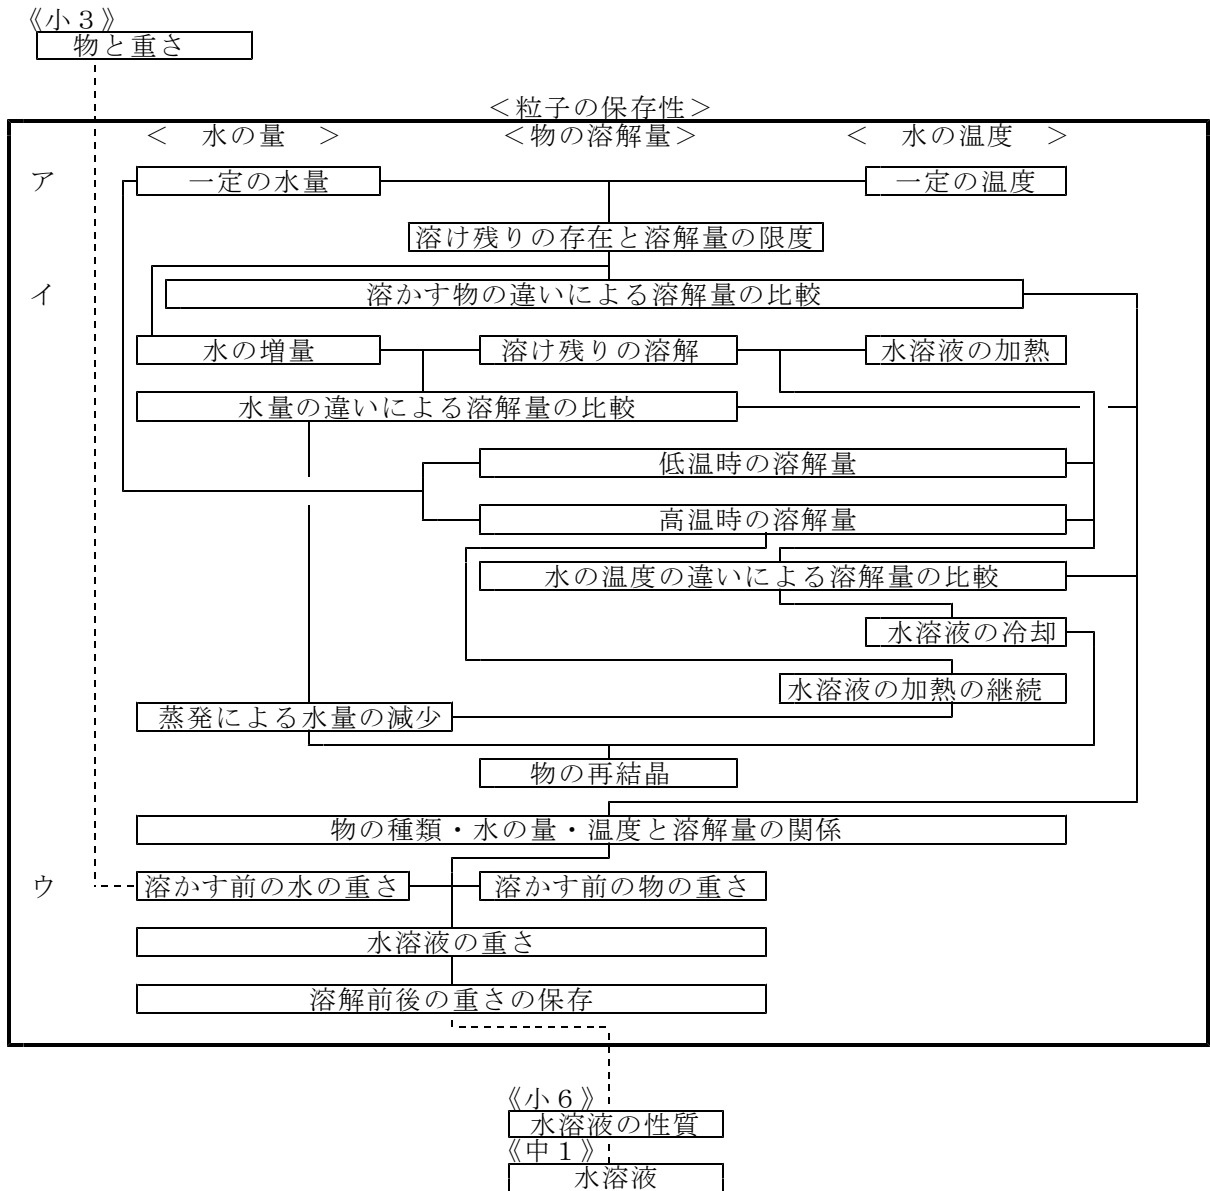 《小３》
物と重さ
＜粒子の保存性＞
＜　水の量　＞　＜物の溶解量＞　＜　水の温度　＞
ア　一定の水量　一定の温度
溶け残りの存在と溶解量の限度
イ　溶かす物の違いによる溶解量の比較
水の増量　溶け残りの溶解　水溶液の加熱
水量の違いによる溶解量の比較
低温時の溶解量
高温時の溶解量
水の温度の違いによる溶解量の比較
水溶液の冷却
水溶液の加熱の継続
蒸発による水量の減少
物の再結晶
物の種類・水の量・温度と溶解量の関係
ウ　溶かす前の水の重さ　溶かす前の物の重さ
水溶液の重さ
溶解前後の重さの保存
《小６》
水溶液の性質
《中１》
水溶液